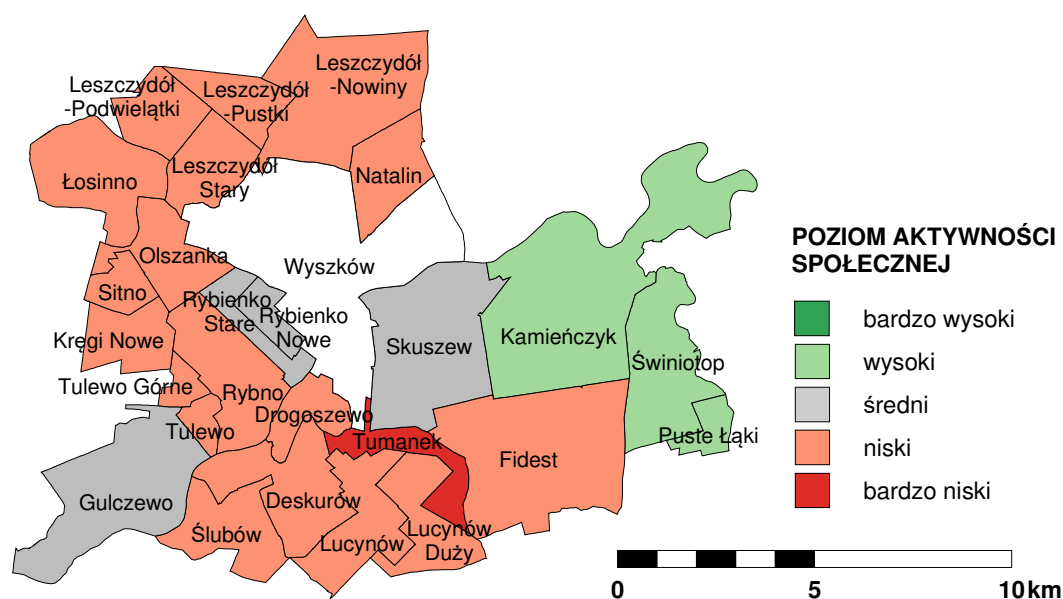 Leszczydół
-Nowiny
Leszczydół
-Podwielątki
Leszczydół
-Pustki
Leszczydół
Stary
Natalin
Łosinno
Olszanka
Wyszków
Sitno
Rybienko
Stare
Rybienko
Nowe
Kręgi Nowe
Skuszew
Kamieńczyk
Świniotop
Tulewo Górne
Rybno
Drogoszewo
Tulewo
Tumanek
Puste Łąki
Fidest
Gulczewo
Deskurów
Ślubów
Lucynów
Lucynów
Duży
POZIOM AKTYWNOŚCI
SPOŁECZNEJ
bardzo wysoki
wysoki
średni
niski
bardzo niski
0 5 10 km